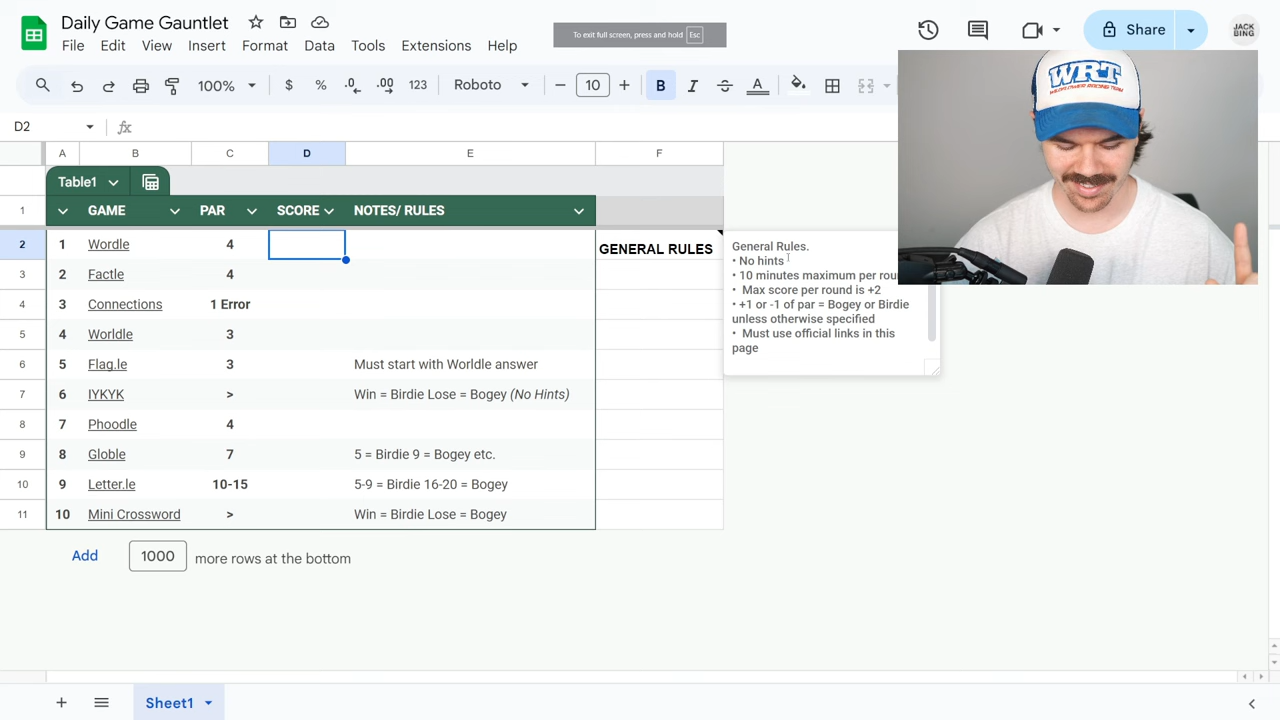 Daily Game Gauntlet
To exit full screen, press and hold Esc
Share
JACK
BING
File Edit View Insert Format Data Tools Extensions Help
100% $ % .0 .00 123 Roboto 10 B I A
D2 fx
WRT
A B C D E F
Table1
1 GAME PAR SCORE NOTES/ RULES
2 1 Wordle 4 GENERAL RULES
3 2 Factle 4
4 3 Connections 1 Error
5 4 Worldle 3
6 5 Flag.le 3 Must start with Worldle answer
7 6 IYKYK > Win = Birdie Lose = Bogey (No Hints)
8 7 Phoodle 4
9 8 Globle 7 5 = Birdie 9 = Bogey etc.
10 9 Letter.le 10-15 5-9 = Birdie 16-20 = Bogey
11 10 Mini Crossword > Win = Birdie Lose = Bogey
General Rules.
• No hints
• 10 minutes maximum per
• Max score per round is +2
• +1 or -1 of par = Bogey or Birdie
unless otherwise specified
• Must use official links in this
page
Add 1000 more rows at the bottom
Sheet1